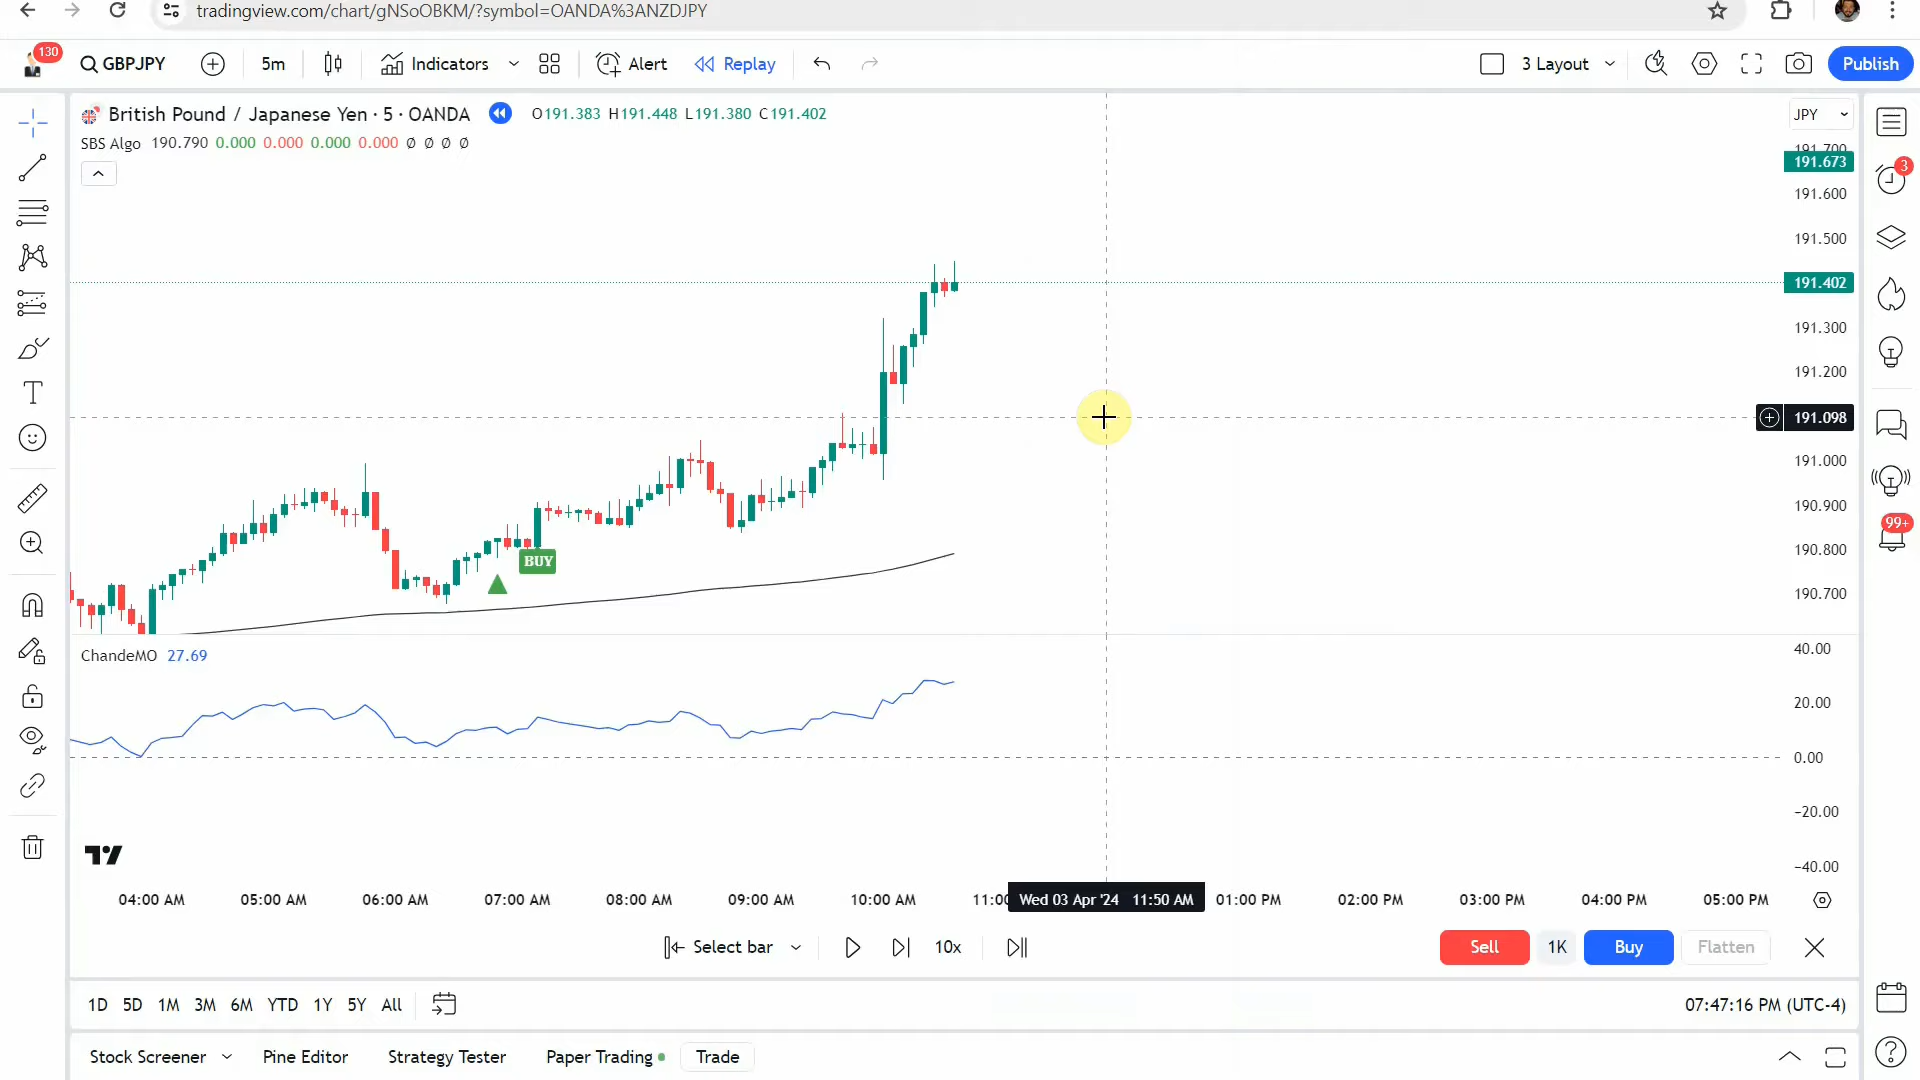 tradingview.com/chart/gNSoOBKM/?symbol=OANDA%3ANZDJPY
130 GBPJPY 5m Indicators Alert Replay 3 Layout Publish
British Pound / Japanese Yen · 5 · OANDA O191.383 H191.448 L191.380 C191.402 JPY
SBS Algo 190.790 0.000 0.000 0.000 0.000 Ø Ø Ø Ø
191.700
191.673
3
191.600
191.500
191.402
191.300
191.200
191.098
191.000
190.900
99+
190.800
BUY
190.700
ChandeMO 27.69
40.00
20.00
0.00
−20.00
−40.00
04:00 AM 05:00 AM 06:00 AM 07:00 AM 08:00 AM 09:00 AM 10:00 AM 11:00 Wed 03 Apr '24 11:50 AM 01:00 PM 02:00 PM 03:00 PM 04:00 PM 05:00 PM
Select bar 10x Sell 1K Buy Flatten
1D 5D 1M 3M 6M YTD 1Y 5Y All 07:47:16 PM (UTC-4)
Stock Screener Pine Editor Strategy Tester Paper Trading Trade